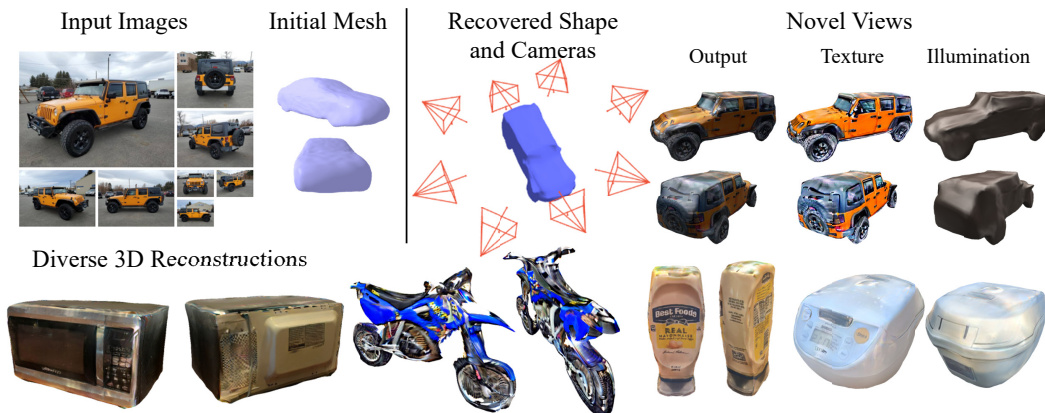 Input Images
Initial Mesh
Recovered Shape
and Cameras
Novel Views
Output
Texture
Illumination
Diverse 3D Reconstructions
Best Foods
REAL
MAYONNAISE